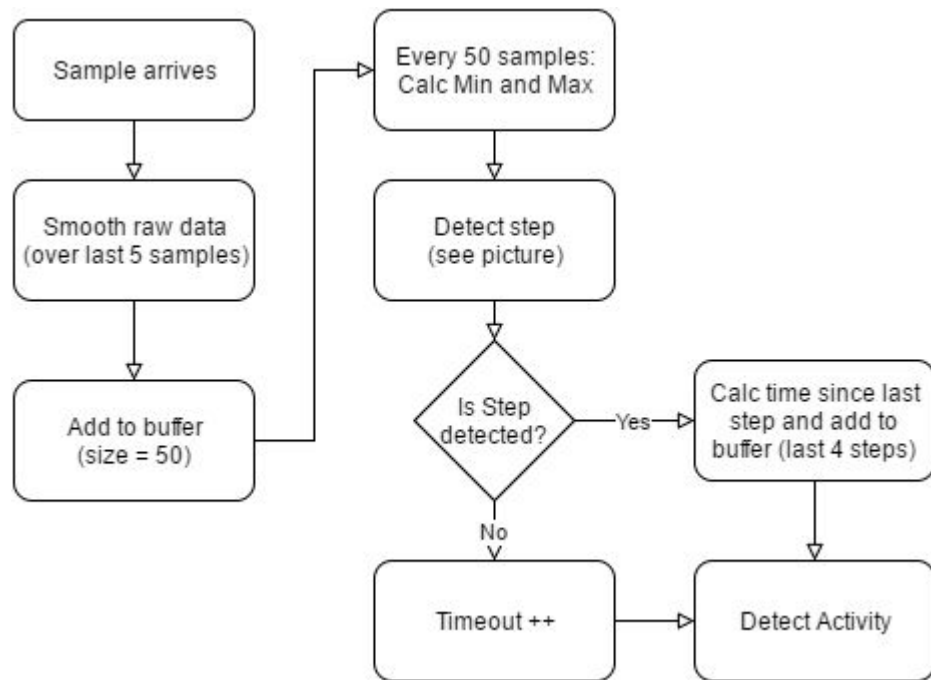 Sample arrives
Smooth raw data
(over last 5 samples)
Add to buffer
(size = 50)
Every 50 samples:
Calc Min and Max
Detect step
(see picture)
Is Step
detected?
Yes
Calc time since last
step and add to
buffer (last 4 steps)
No
Timeout ++
Detect Activity